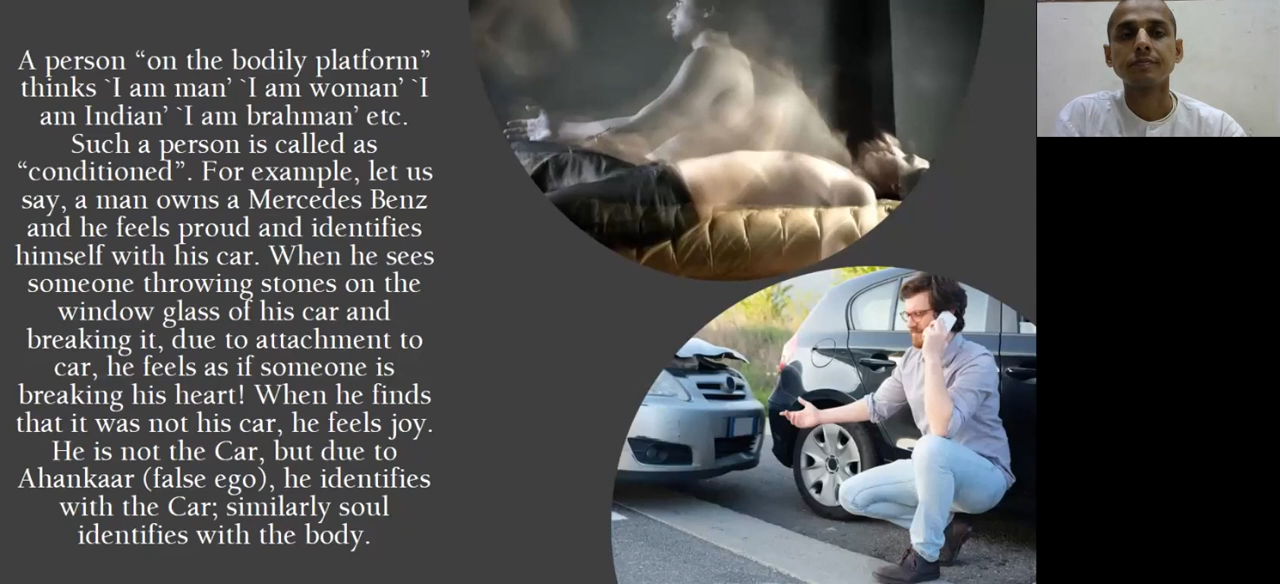 A person “on the bodily platform”
thinks `I am man’ `I am woman’ `I
am Indian’ `I am brahman’ etc.
Such a person is called as
“conditioned”. For example, let us
say, a man owns a Mercedes Benz
and he feels proud and identifies
himself with his car. When he sees
someone throwing stones on the
window glass of his car and
breaking it, due to attachment to
car, he feels as if someone is
breaking his heart! When he finds
that it was not his car, he feels joy.
He is not the Car, but due to
Ahankaar (false ego), he identifies
with the Car; similarly soul
identifies with the body.